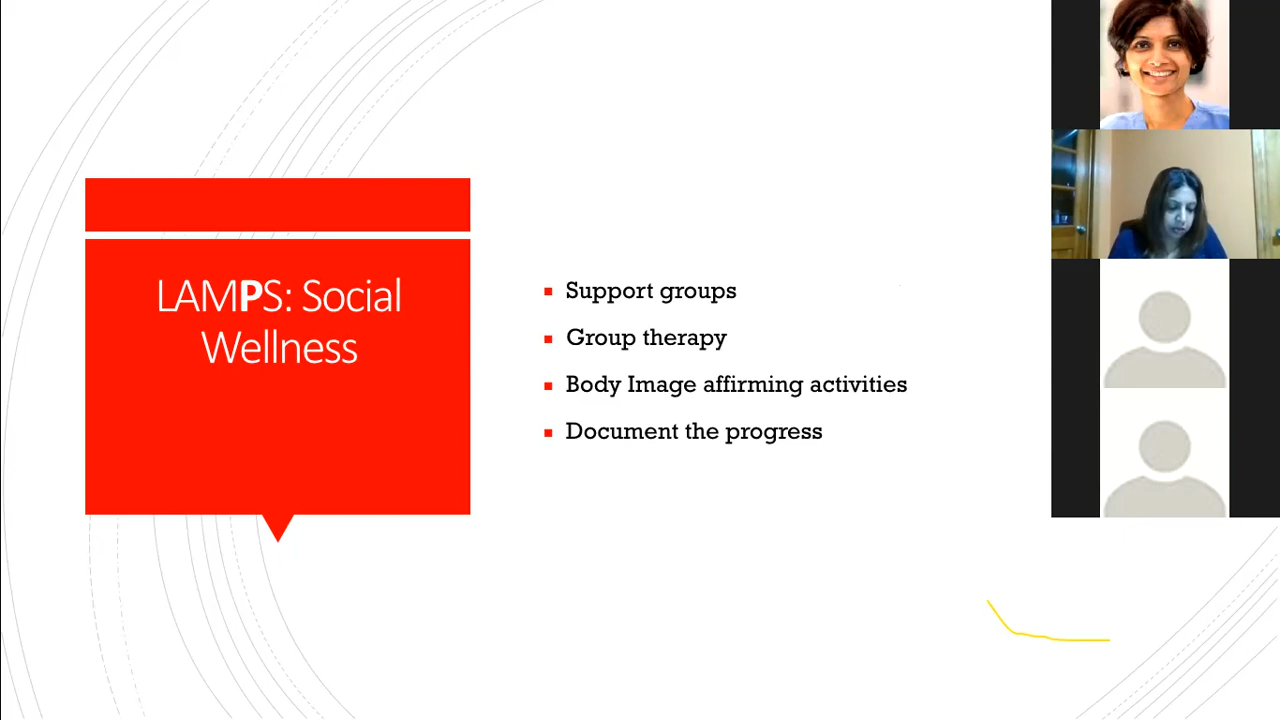 LAMPS: Social
Wellness
Support groups
Group therapy
Body Image affirming activities
Document the progress